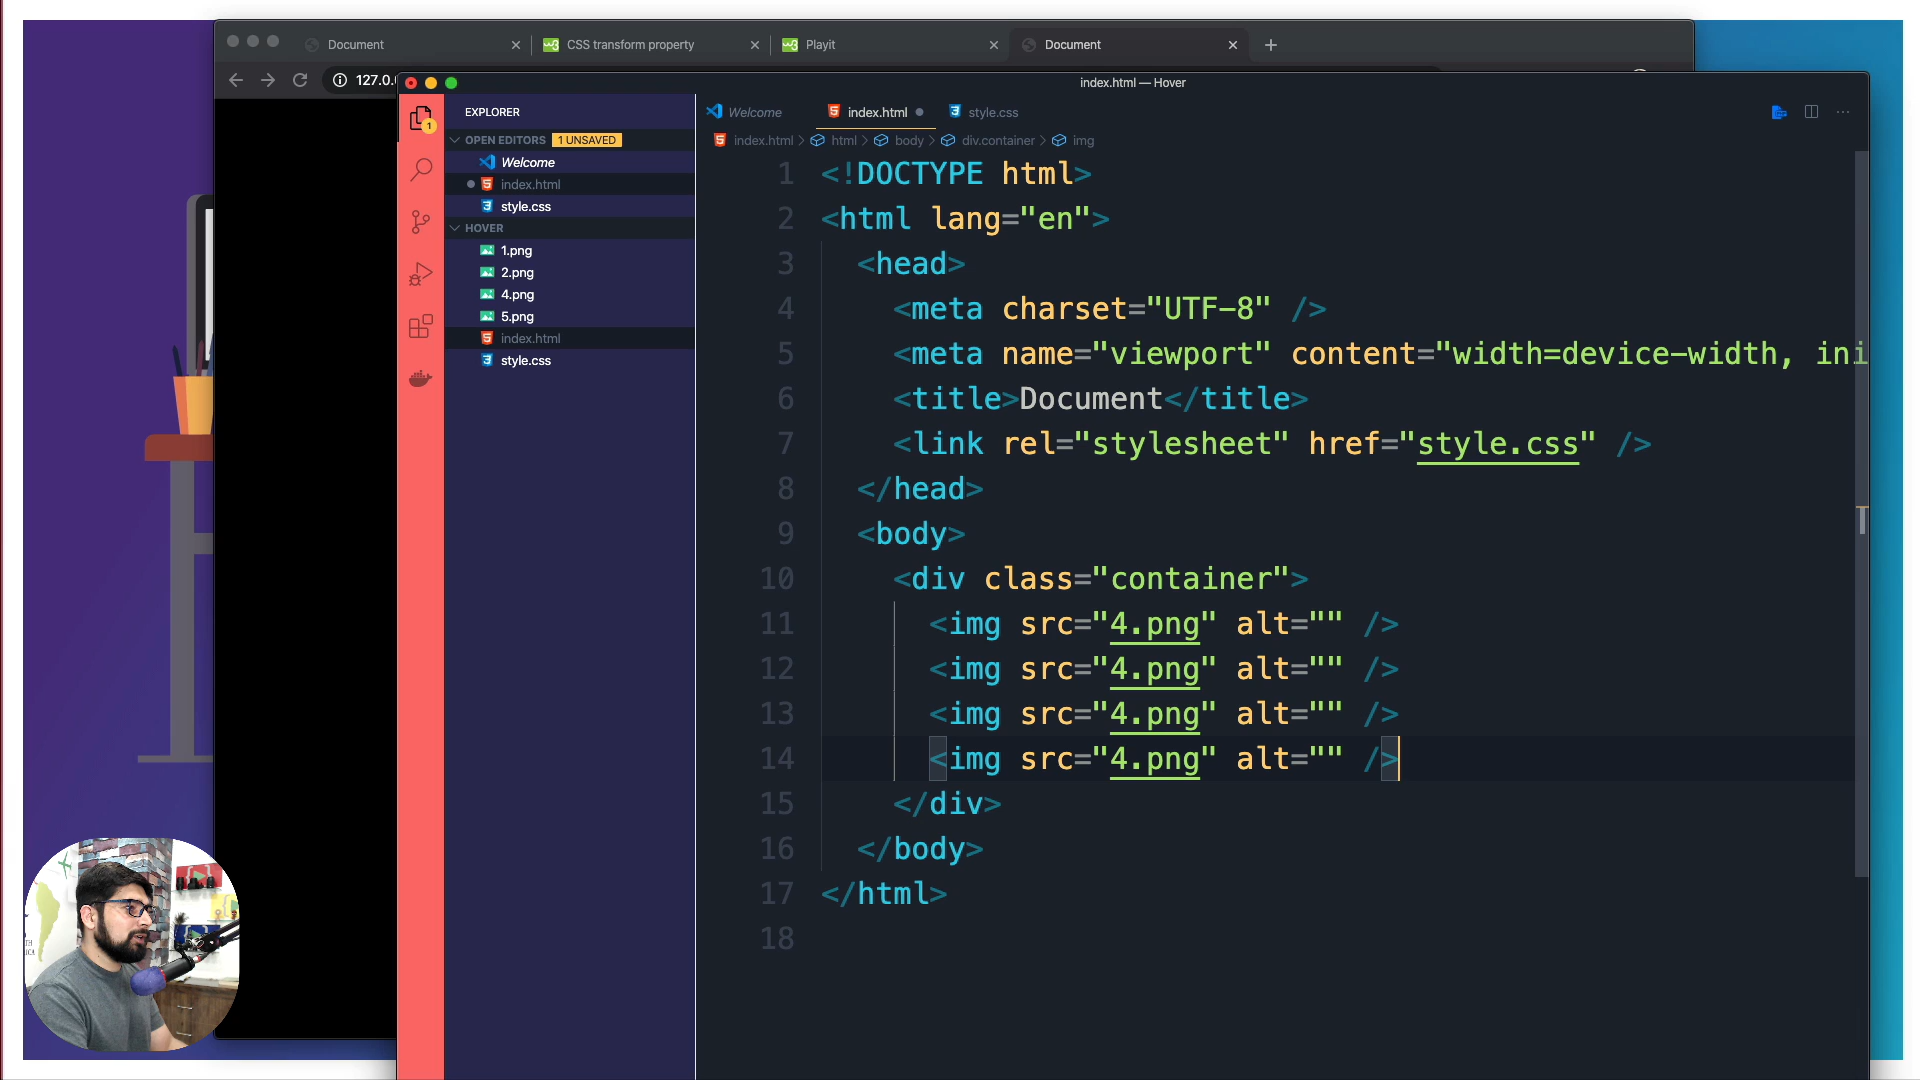 Document
CSS transform property
Playit
Document
127.0.
index.html — Hover
EXPLORER
OPEN EDITORS 1 UNSAVED
Welcome
index.html
style.css
HOVER
1.png
2.png
4.png
5.png
index.html
style.css
1
Welcome
index.html
style.css
index.html > html > body > div.container > img
1 <!DOCTYPE html>
2 <html lang="en">
3 <head>
4 <meta charset="UTF-8" />
5 <meta name="viewport" content="width=device-width, ini
6 <title>Document</title>
7 <link rel="stylesheet" href="style.css" />
8 </head>
9 <body>
10 <div class="container">
11 <img src="4.png" alt="" />
12 <img src="4.png" alt="" />
13 <img src="4.png" alt="" />
14 <img src="4.png" alt="" />
15 </div>
16 </body>
17 </html>
18